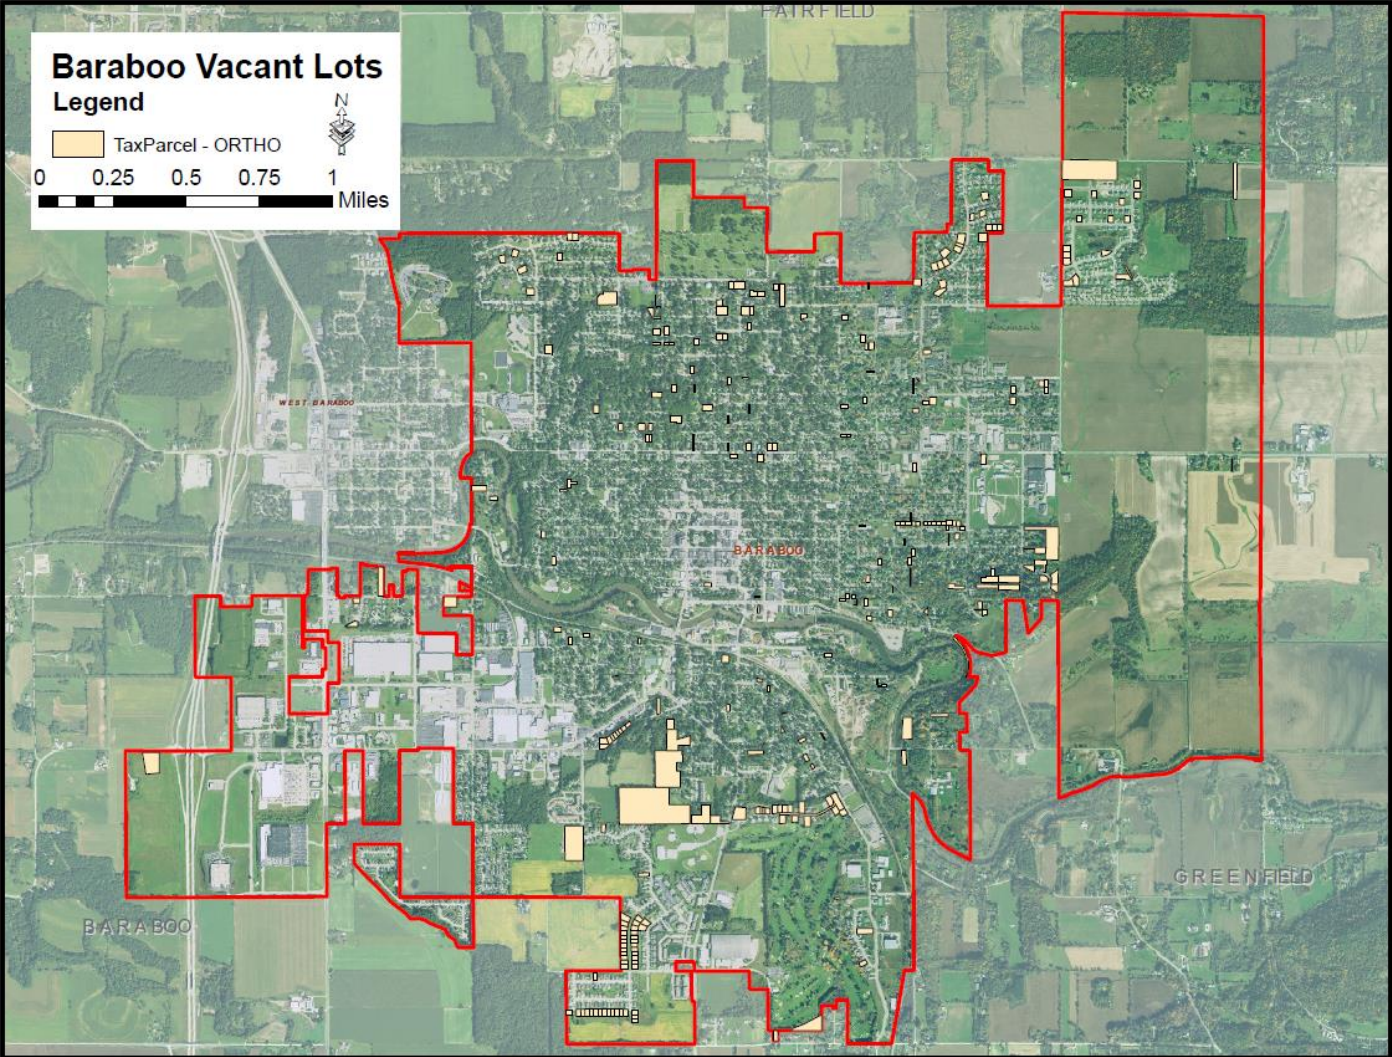 FAIRFIELD
Baraboo Vacant Lots
Legend
N
TaxParcel - ORTHO
0 0.25 0.5 0.75 1
Miles
WEST BARABOO
BARABOO
GREENFIELD
BARABOO